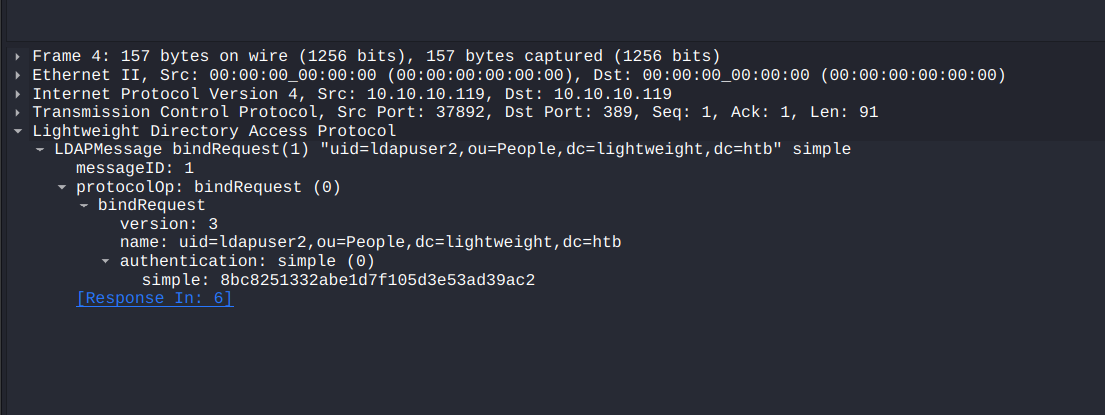 Frame 4: 157 bytes on wire (1256 bits), 157 bytes captured (1256 bits)
Ethernet II, Src: 00:00:00_00:00:00 (00:00:00:00:00:00), Dst: 00:00:00_00:00:00 (00:00:00:00:00:00)
Internet Protocol Version 4, Src: 10.10.10.119, Dst: 10.10.10.119
Transmission Control Protocol, Src Port: 37892, Dst Port: 389, Seq: 1, Ack: 1, Len: 91
Lightweight Directory Access Protocol
LDAPMessage bindRequest(1) "uid=ldapuser2,ou=People,dc=lightweight,dc=htb" simple
messageID: 1
protocolOp: bindRequest (0)
bindRequest
version: 3
name: uid=ldapuser2,ou=People,dc=lightweight,dc=htb
authentication: simple (0)
simple: 8bc8251332abe1d7f105d3e53ad39ac2
[Response In: 6]